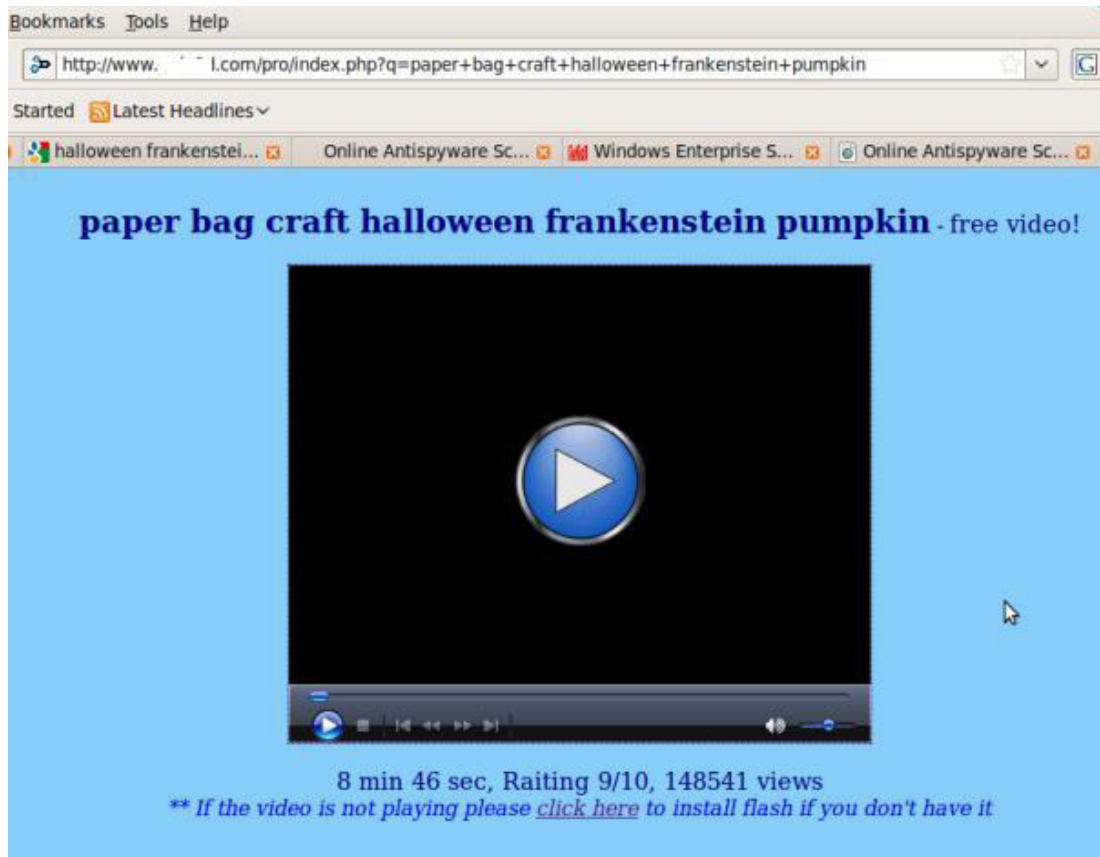 Bookmarks Tools Help
http://www. l.com/pro/index.php?q=paper+bag+craft+halloween+frankenstein+pumpkin
Started Latest Headlines
halloween frankenstei... Online Antispyware Sc... Windows Enterprise S... Online Antispyware Sc...
paper bag craft halloween frankenstein pumpkin - free video!
8 min 46 sec, Raiting 9/10, 148541 views
** If the video is not playing please click here to install flash if you don't have it